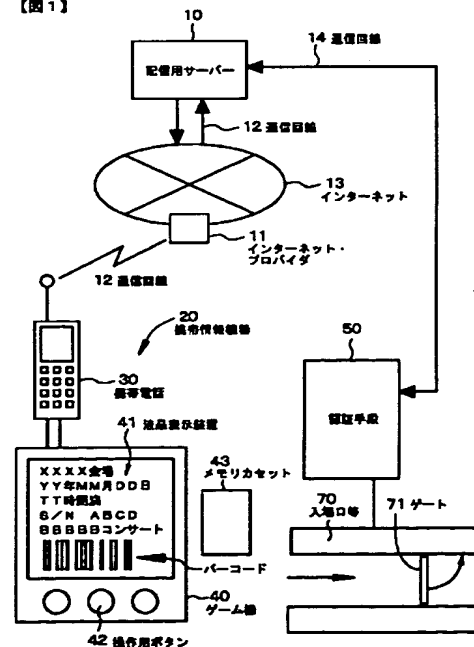 【図1】
10
配信用サーバー
14 通信回線
12 通信回線
13
インターネット
11
インターネット・
プロバイダ
12 通信回線
20
携帯情報機器
30
携帯電話
50
認証手段
41 液晶表示装置
XXXX会場
YY年MM月DD日
TT時開演
S/N ABCD
BBBBBコンサート
バーコード
43
メモリカセット
40
ゲーム機
42 操作用ボタン
70
入場口等
71 ゲート